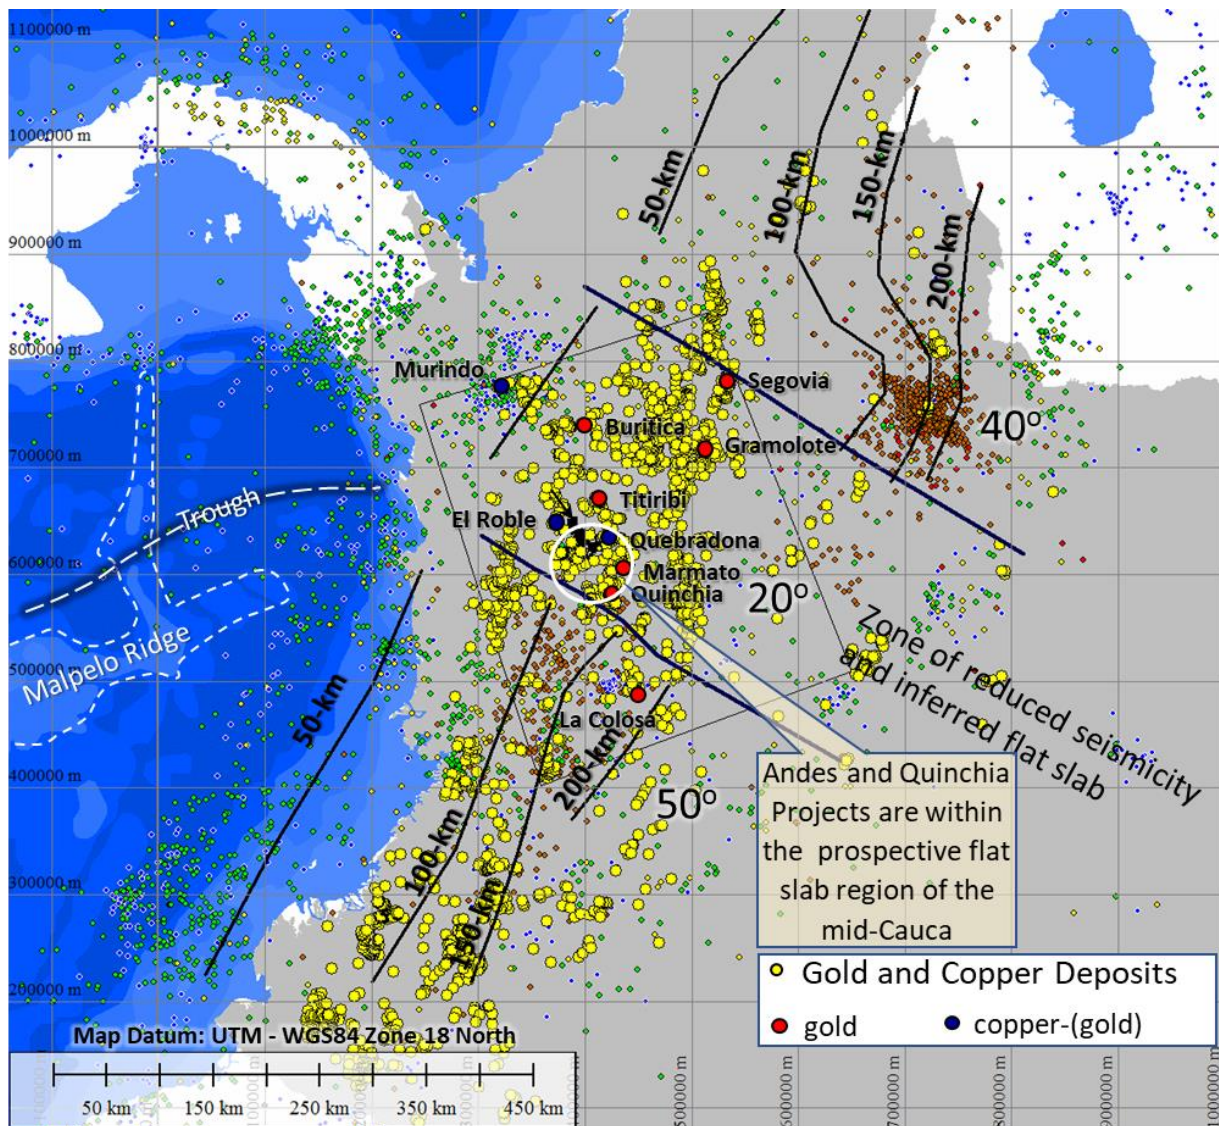 1100000 m
1000000 m
900000 m
800000 m
700000 m
600000 m
500000 m
400000 m
300000 m
200000 m
50-km
100-km
150-km
200-km
Murindo
Segovia
Buritica
Gramolote
40°
Titiribi
El Roble
Quebradona
Marmato
Quinchia
20°
Trough
Malpelo Ridge
Zone of reduced seismicity
and inferred flat slab
La Colosa
50-km
100-km
150-km
200-km
50°
Andes and Quinchia
Projects are within
the prospective flat
slab region of the
mid-Cauca
Gold and Copper Deposits
gold
copper-(gold)
Map Datum: UTM - WGS84 Zone 18 North
50 km
150 km
250 km
350 km
450 km
500000 m
600000 m
700000 m
800000 m
900000 m
1000000 m